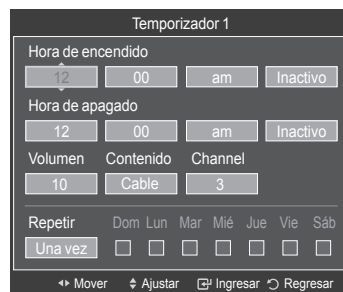 Temporizador 1
Hora de encendido
12 00 am Inactivo
Hora de apagado
12 00 am Inactivo
Volumen Contenido Channel
10 Cable 3
Repetir Dom Lun Mar Mié Jue Vie Sáb
Una vez
Mover Ajustar Ingresar Regresar